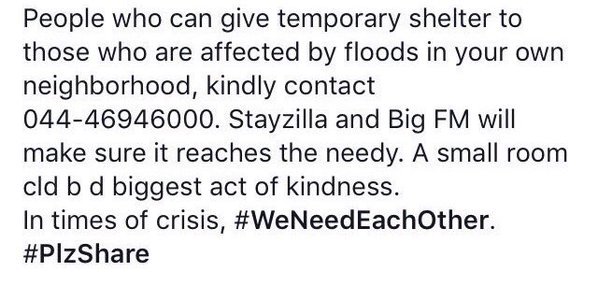 People who can give temporary shelter to
those who are affected by floods in your own
neighborhood, kindly contact
044-46946000. Stayzilla and Big FM will
make sure it reaches the needy. A small room
cld b d biggest act of kindness.
In times of crisis, #WeNeedEachOther.
#PlzShare